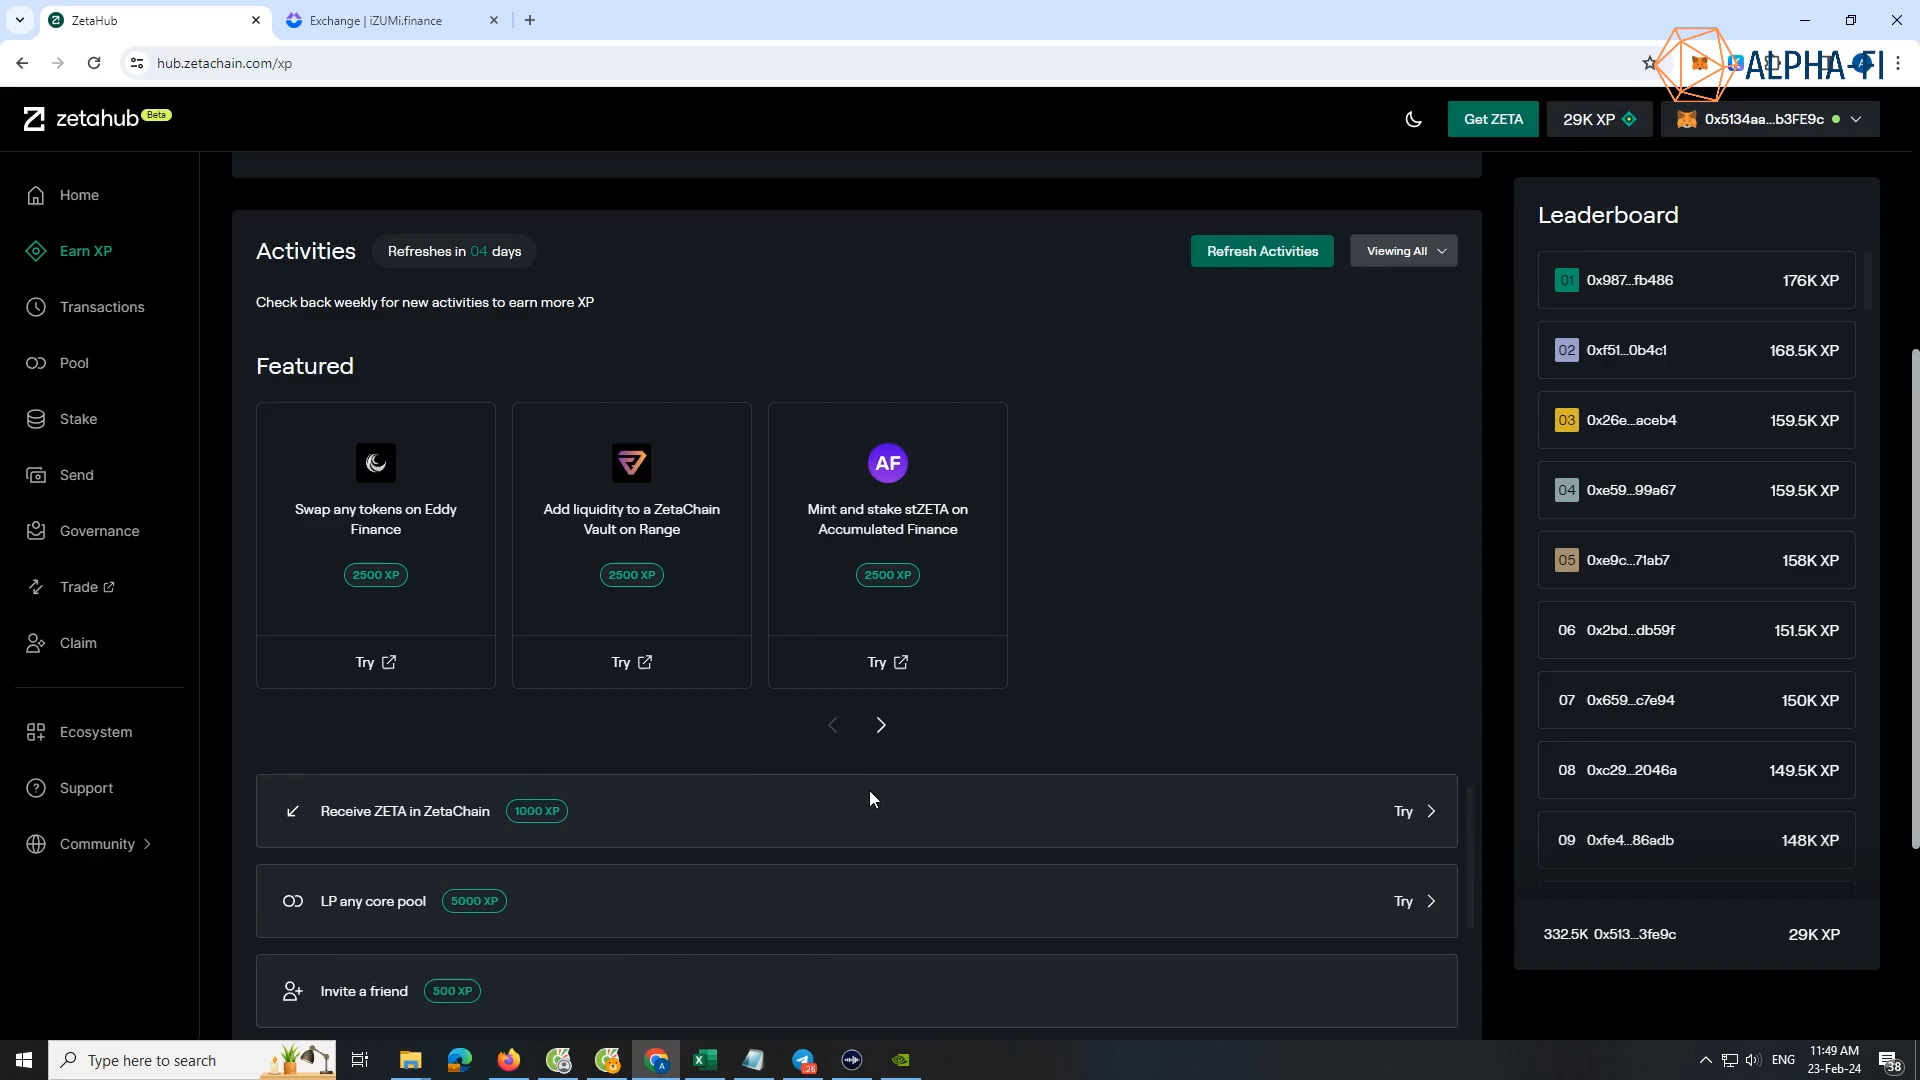 ZetaHub
Exchange | iZUMi.finance
hub.zetachain.com/xp
ALPHA-FI
zetahub Beta
Get ZETA
29K XP
0x5134aa...b3FE9c
Home
Earn XP
Transactions
Pool
Stake
Send
Governance
Trade
Claim
Ecosystem
Support
Community
Activities
Refreshes in 04 days
Refresh Activities
Viewing All
Check back weekly for new activities to earn more XP
Featured
Swap any tokens on Eddy
Finance
2500 XP
Try
Add liquidity to a ZetaChain
Vault on Range
2500 XP
Try
AF
Mint and stake stZETA on
Accumulated Finance
2500 XP
Try
Receive ZETA in ZetaChain 1000 XP Try
LP any core pool 5000 XP Try
Invite a friend 500 XP
Leaderboard
01 0x987...fb486 176K XP
02 0xf51...0b4c1 168.5K XP
03 0x26e...aceb4 159.5K XP
04 0xe59...99a67 159.5K XP
05 0xe9c...71ab7 158K XP
06 0x2bd...db59f 151.5K XP
07 0x659...c7e94 150K XP
08 0xc29...2046a 149.5K XP
09 0xfe4...86adb 148K XP
332.5K 0x513...3fe9c 29K XP
Type here to search
ENG
11:49 AM
23-Feb-24
38